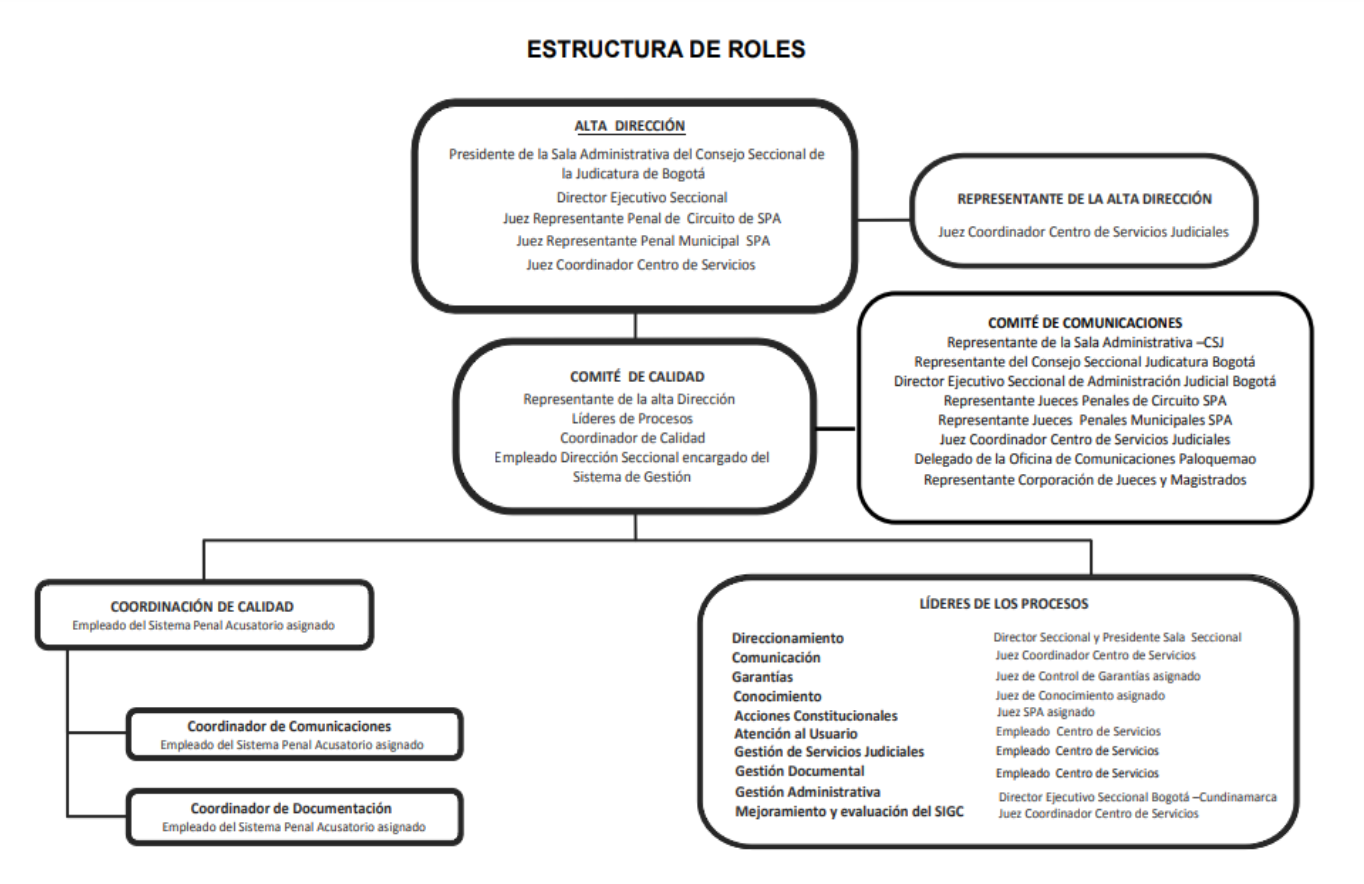 ESTRUCTURA DE ROLES
ALTA DIRECCIÓN
Presidente de la Sala Administrativa del Consejo Seccional de
la Judicatura de Bogotá
Director Ejecutivo Seccional
Juez Representante Penal de Circuito de SPA
Juez Representante Penal Municipal SPA
Juez Coordinador Centro de Servicios
REPRESENTANTE DE LA ALTA DIRECCIÓN
Juez Coordinador Centro de Servicios Judiciales
COMITÉ DE COMUNICACIONES
Representante de la Sala Administrativa –CSJ
Representante del Consejo Seccional Judicatura Bogotá
Director Ejecutivo Seccional de Administración Judicial Bogotá
Representante Jueces Penales de Circuito SPA
Representante Jueces Penales Municipales SPA
Juez Coordinador Centro de Servicios Judiciales
Delegado de la Oficina de Comunicaciones Paloquemao
Representante Corporación de Jueces y Magistrados
COMITÉ DE CALIDAD
Representante de la alta Dirección
Líderes de Procesos
Coordinador de Calidad
Empleado Dirección Seccional encargado del
Sistema de Gestión
COORDINACIÓN DE CALIDAD
Empleado del Sistema Penal Acusatorio asignado
Coordinador de Comunicaciones
Empleado del Sistema Penal Acusatorio asignado
Coordinador de Documentación
Empleado del Sistema Penal Acusatorio asignado
LÍDERES DE LOS PROCESOS
Direccionamiento Director Seccional y Presidente Sala Seccional
Comunicación Juez Coordinador Centro de Servicios
Garantías Juez de Control de Garantías asignado
Conocimiento Juez de Conocimiento asignado
Acciones Constitucionales Juez SPA asignado
Atención al Usuario Empleado Centro de Servicios
Gestión de Servicios Judiciales Empleado Centro de Servicios
Gestión Documental Empleado Centro de Servicios
Gestión Administrativa Director Ejecutivo Seccional Bogotá –Cundinamarca
Mejoramiento y evaluación del SIGC Juez Coordinador Centro de Servicios